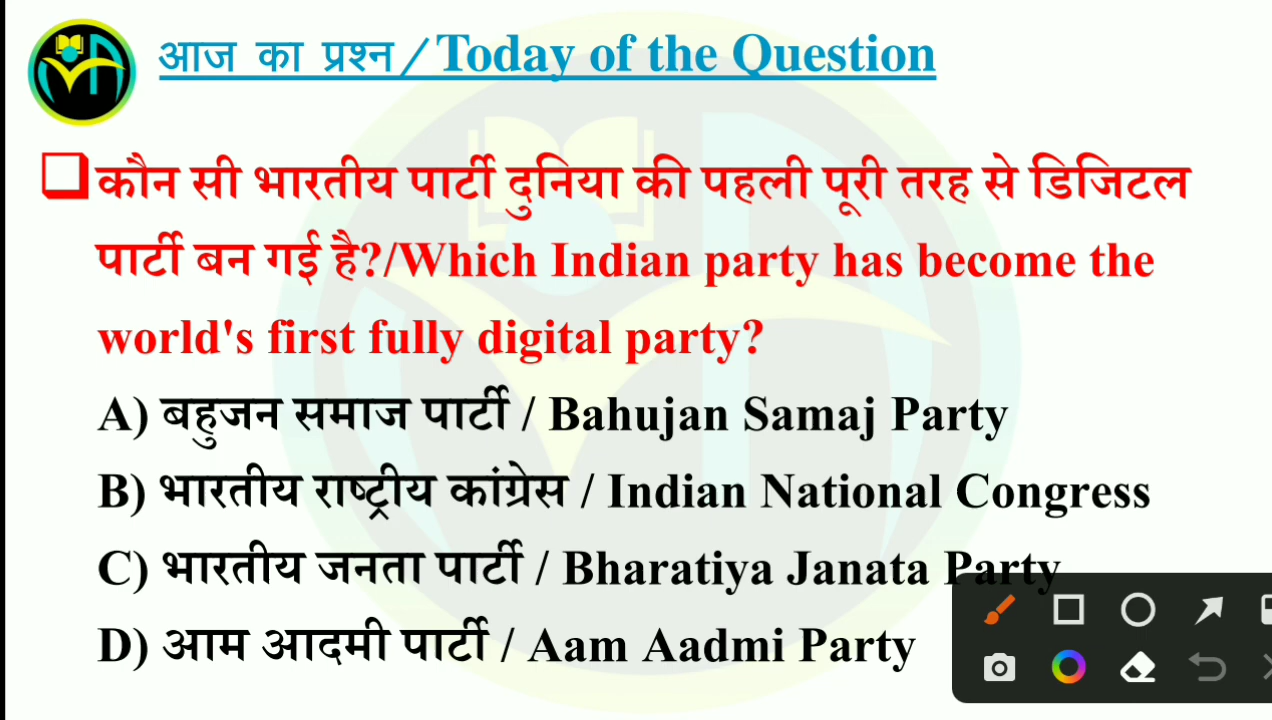 आज का प्रश्न/Today of the Question
कौन सी भारतीय पार्टी दुनिया की पहली पूरी तरह से डिजिटल
पार्टी बन गई है?/Which Indian party has become the
world's first fully digital party?
A) बहुजन समाज पार्टी / Bahujan Samaj Party
B) भारतीय राष्ट्रीय कांग्रेस / Indian National Congress
C) भारतीय जनता पार्टी / Bharatiya Janata Party
D) आम आदमी पार्टी / Aam Aadmi Party